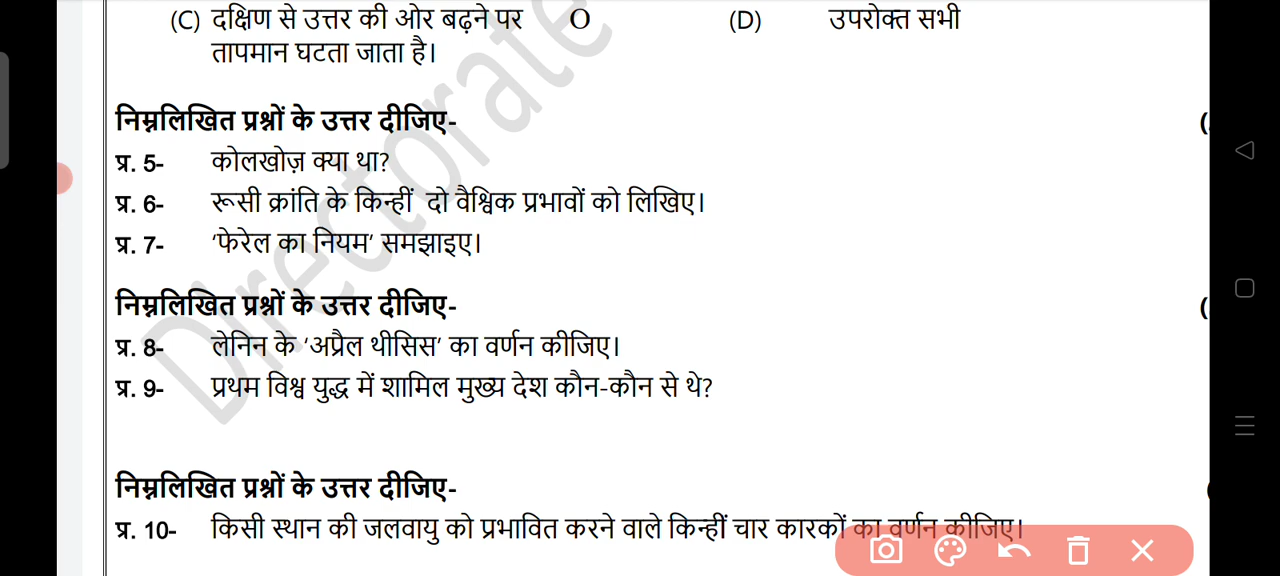 (C) दक्षिण से उत्तर की ओर बढ़ने पर O (D) उपरोक्त सभी
तापमान घटता जाता है।
निम्नलिखित प्रश्नों के उत्तर दीजिए- (
प्र. 5- कोलखोज़ क्या था?
प्र. 6- रूसी क्रांति के किन्हीं दो वैश्विक प्रभावों को लिखिए।
प्र. 7- ‘फेरेल का नियम’ समझाइए।
निम्नलिखित प्रश्नों के उत्तर दीजिए- (
प्र. 8- लेनिन के ‘अप्रैल थीसिस’ का वर्णन कीजिए।
प्र. 9- प्रथम विश्व युद्ध में शामिल मुख्य देश कौन-कौन से थे?
निम्नलिखित प्रश्नों के उत्तर दीजिए- (
प्र. 10- किसी स्थान की जलवायु को प्रभावित करने वाले किन्हीं चार कारकों का वर्णन कीजिए।
Directorate